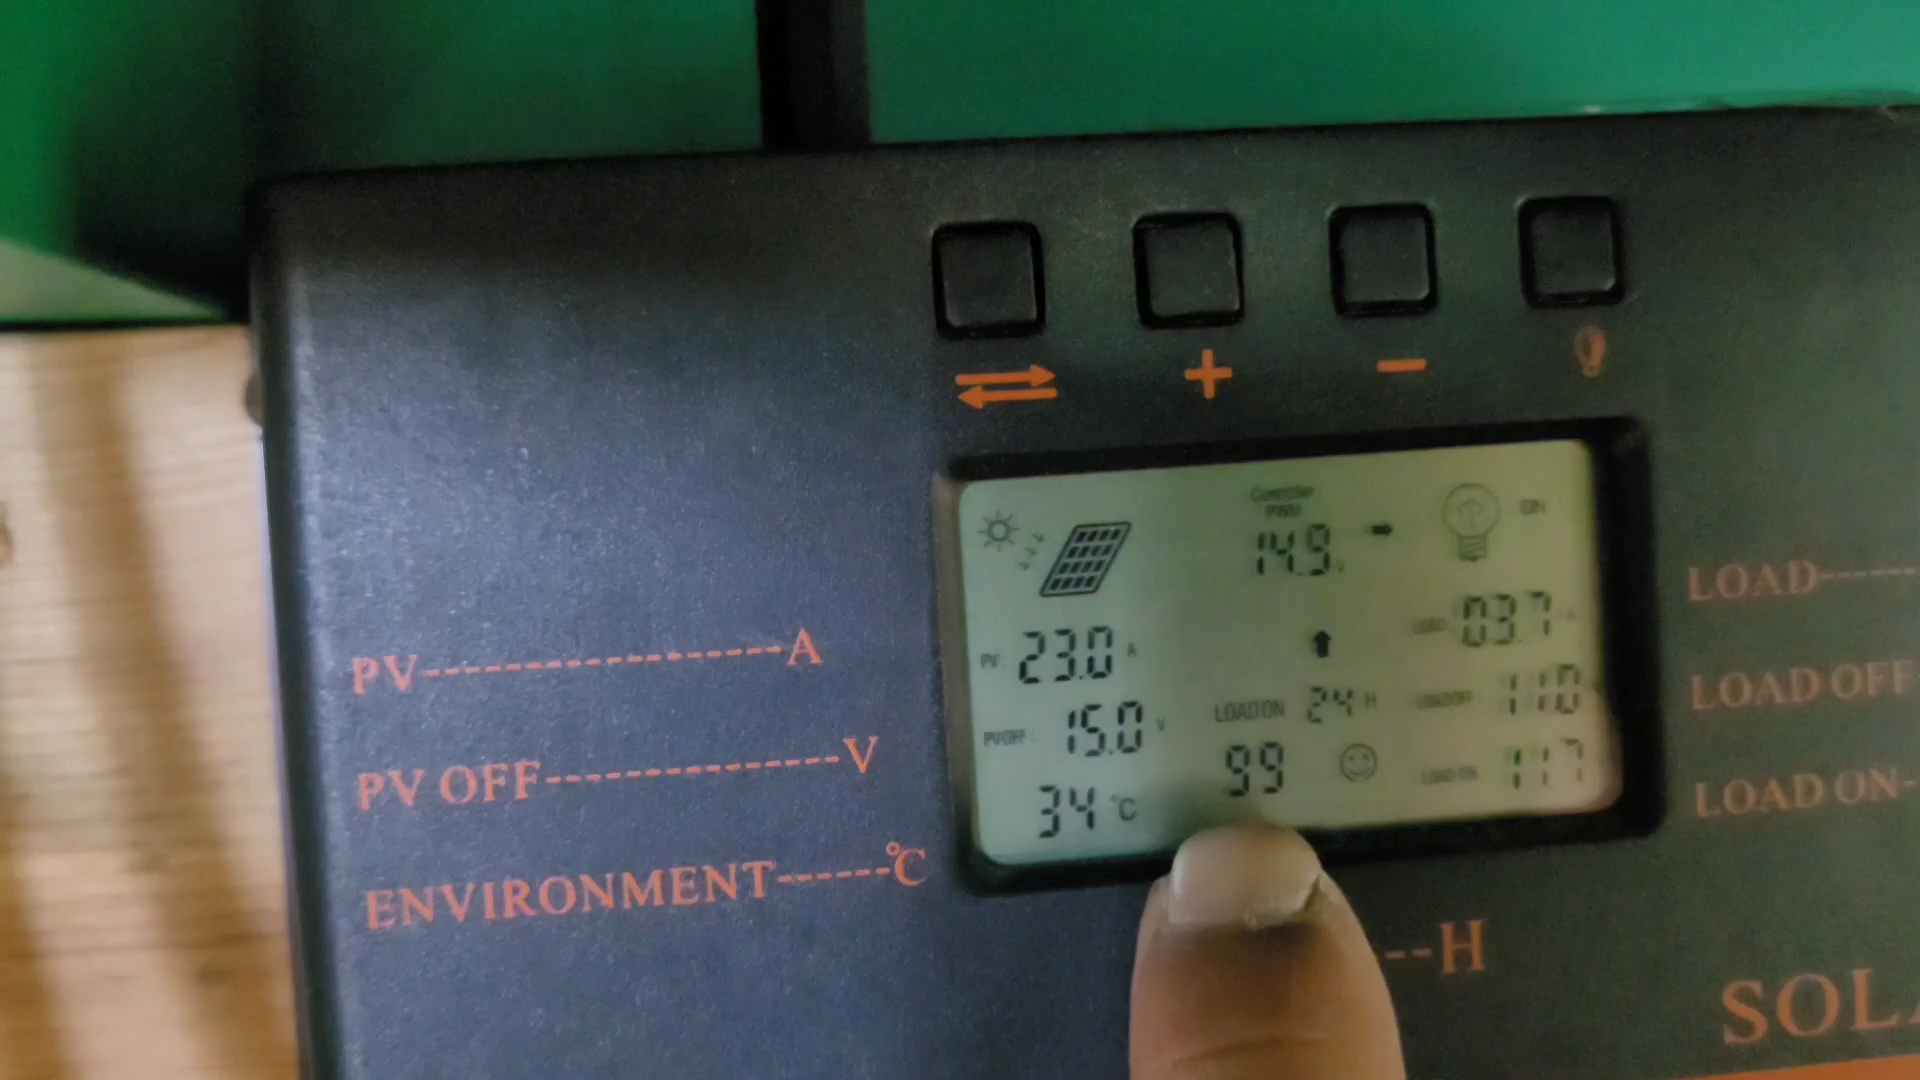 PV------------------A
PV OFF---------------V
ENVIRONMENT------℃
Controller
PWM
14.9 V
ON
PV: 23.0 A
LOAD 03.7 A
PV OFF: 15.0 V
LOAD ON 24 H
LOAD OFF 11.0
34 ℃
99
LOAD ON 11.7
LOAD------
LOAD OFF
LOAD ON-
--H
SOLA